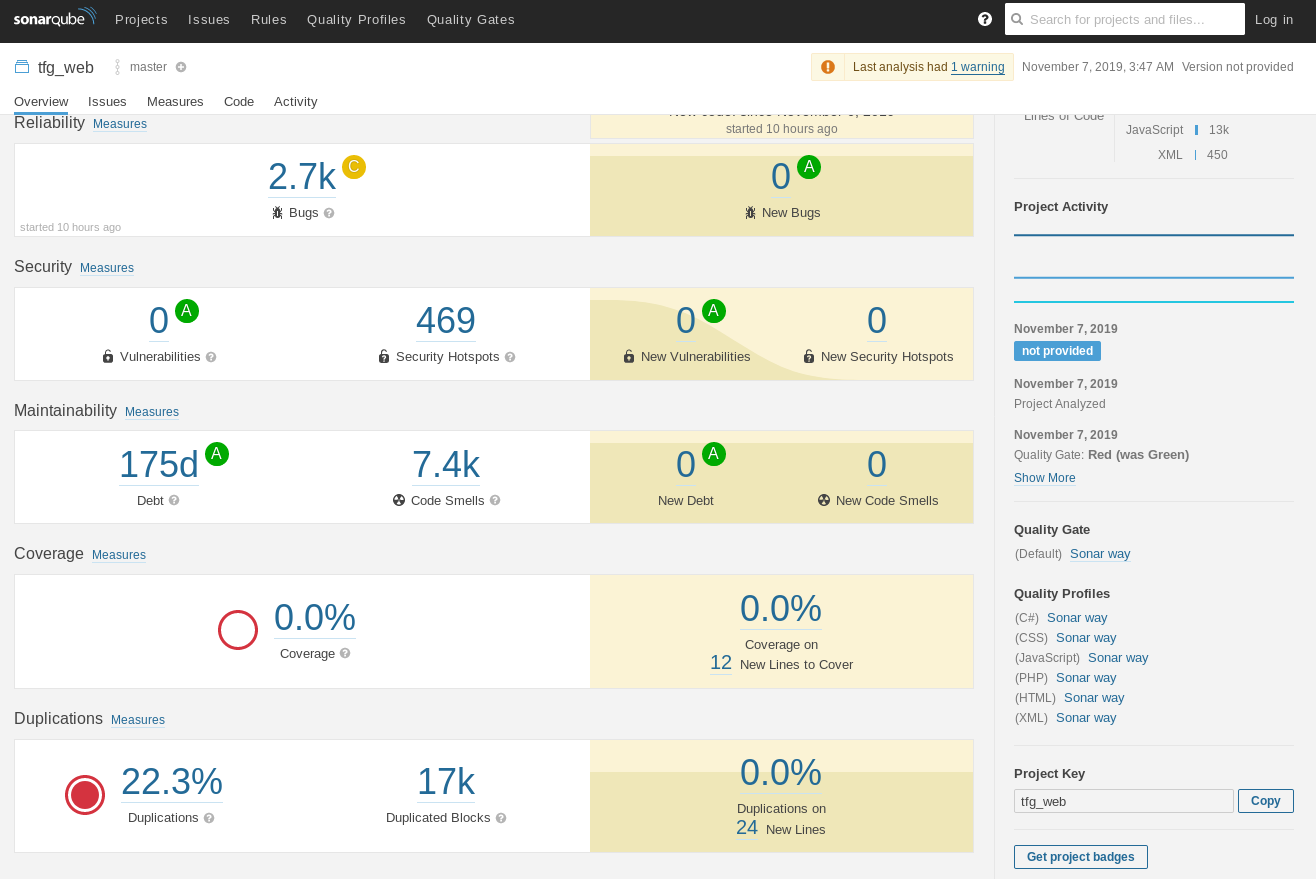 sonarqube Projects Issues Rules Quality Profiles Quality Gates ? Search for projects and files... Log in
tfg_web master Last analysis had 1 warning November 7, 2019, 3:47 AM Version not provided
Overview Issues Measures Code Activity
Reliability Measures
started 10 hours ago
2.7k C
Bugs ?
started 10 hours ago
0 A
New Bugs
Security Measures
0 A
Vulnerabilities ?
469
Security Hotspots ?
0 A
New Vulnerabilities
0
New Security Hotspots
Maintainability Measures
175d A
Debt ?
7.4k
Code Smells ?
0 A
New Debt
0
New Code Smells
Coverage Measures
0.0%
Coverage ?
0.0%
Coverage on
12 New Lines to Cover
Duplications Measures
22.3%
Duplications ?
17k
Duplicated Blocks ?
0.0%
Duplications on
24 New Lines
Lines of Code
JavaScript 13k
XML 450
Project Activity
November 7, 2019
not provided
November 7, 2019
Project Analyzed
November 7, 2019
Quality Gate: Red (was Green)
Show More
Quality Gate
(Default) Sonar way
Quality Profiles
(C#) Sonar way
(CSS) Sonar way
(JavaScript) Sonar way
(PHP) Sonar way
(HTML) Sonar way
(XML) Sonar way
Project Key
tfg_web Copy
Get project badges